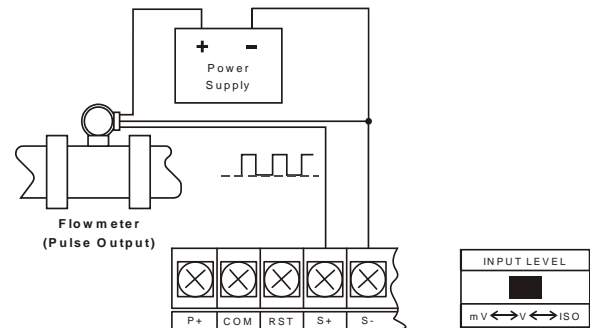 + -
Power
Supply
Flowmeter
(Pulse Output)
P+ COM RST S+ S-
INPUT LEVEL
mV ↔ V ↔ ISO